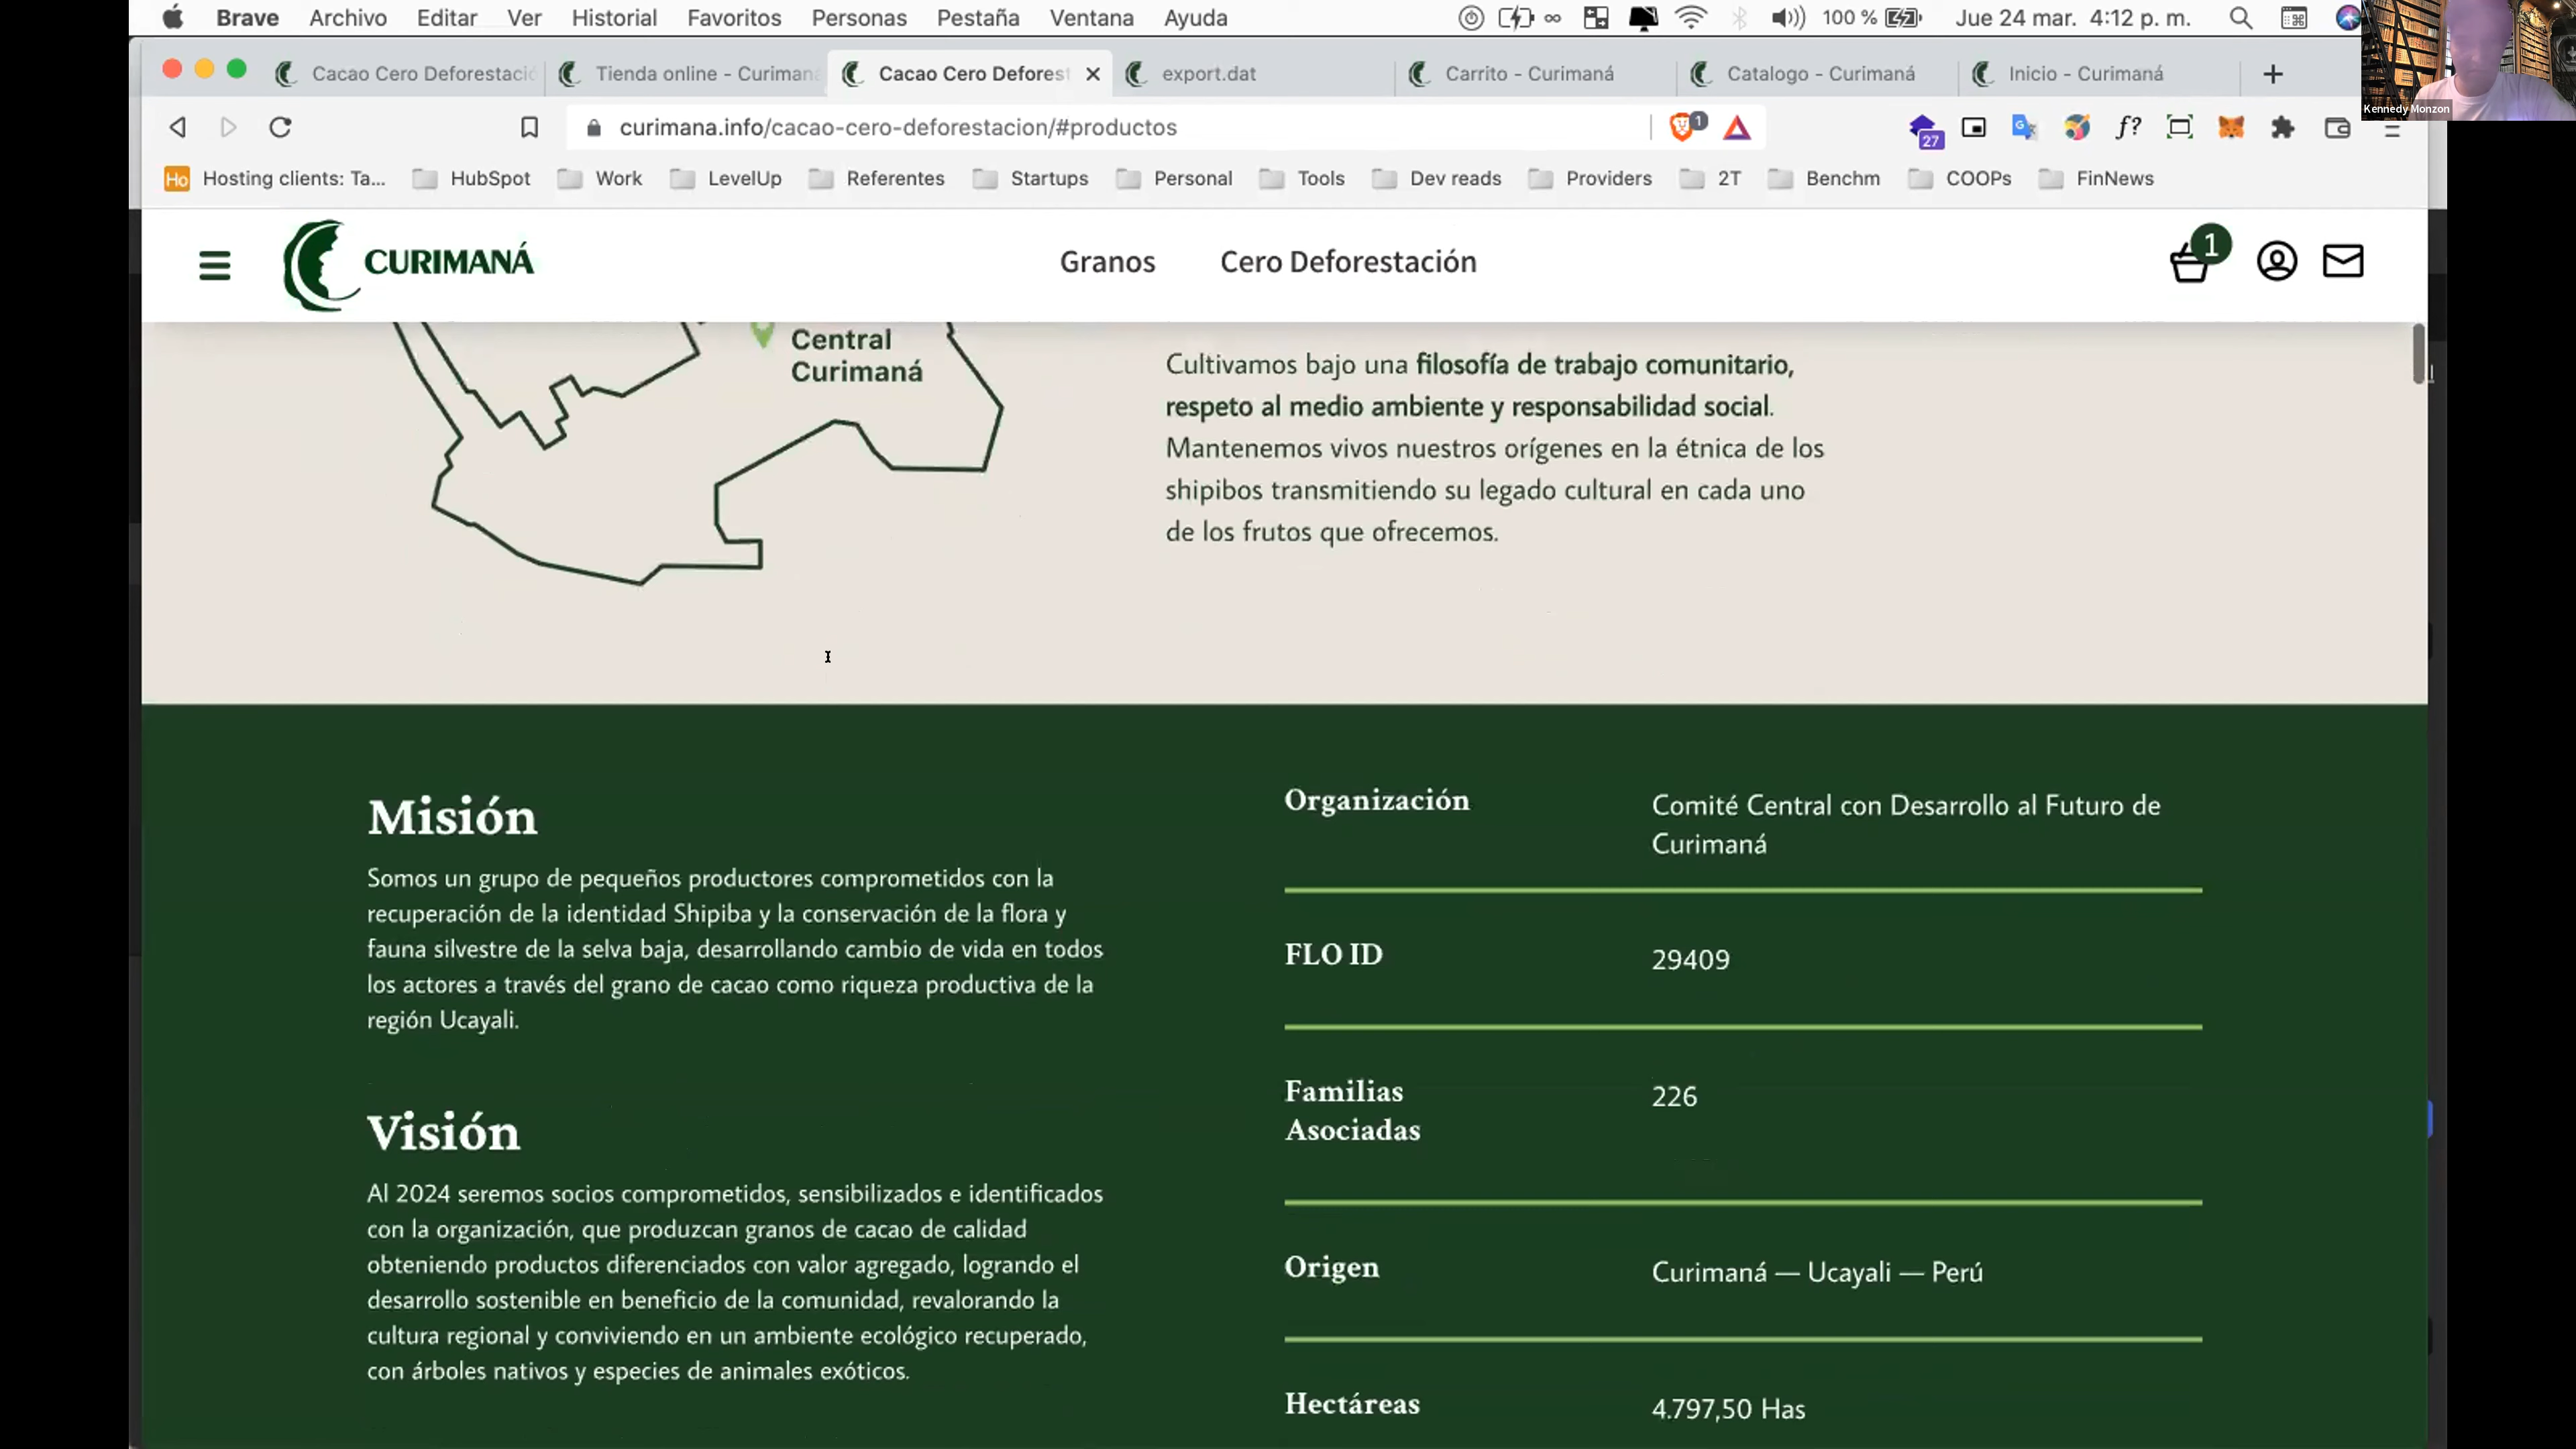 Brave Archivo Editar Ver Historial Favoritos Personas Pestaña Ventana Ayuda 100 % Jue 24 mar. 4:12 p. m.
Cacao Cero Deforestació Tienda online - Curimaná Cacao Cero Deforest export.dat Carrito - Curimaná Catalogo - Curimaná Inicio - Curimaná
Kennedy Monzon
curimana.info/cacao-cero-deforestacion/#productos 1 27 f?
Ho Hosting clients: Ta... HubSpot Work LevelUp Referentes Startups Personal Tools Dev reads Providers 2T Benchm COOPs FinNews
CURIMANÁ Granos Cero Deforestación 1
Central
Curimaná
Cultivamos bajo una filosofía de trabajo comunitario,
respeto al medio ambiente y responsabilidad social.
Mantenemos vivos nuestros orígenes en la étnica de los
shipibos transmitiendo su legado cultural en cada uno
de los frutos que ofrecemos.
Misión
Somos un grupo de pequeños productores comprometidos con la
recuperación de la identidad Shipiba y la conservación de la flora y
fauna silvestre de la selva baja, desarrollando cambio de vida en todos
los actores a través del grano de cacao como riqueza productiva de la
región Ucayali.
Visión
Al 2024 seremos socios comprometidos, sensibilizados e identificados
con la organización, que produzcan granos de cacao de calidad
obteniendo productos diferenciados con valor agregado, logrando el
desarrollo sostenible en beneficio de la comunidad, revalorando la
cultura regional y conviviendo en un ambiente ecológico recuperado,
con árboles nativos y especies de animales exóticos.
Organización Comité Central con Desarrollo al Futuro de
Curimaná
FLO ID 29409
Familias 226
Asociadas
Origen Curimaná — Ucayali — Perú
Hectáreas 4.797,50 Has